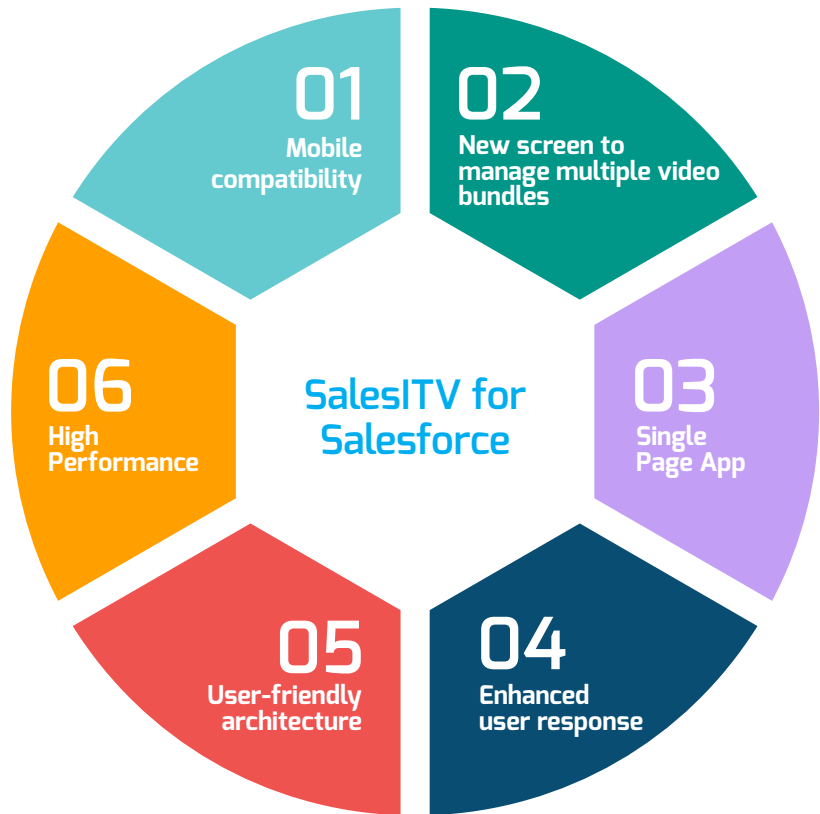 01
Mobile
compatibility
02
New screen to
manage multiple video
bundles
03
Single
Page App
04
Enhanced
user response
05
User-friendly
architecture
06
High
Performance
SalesITV for
Salesforce